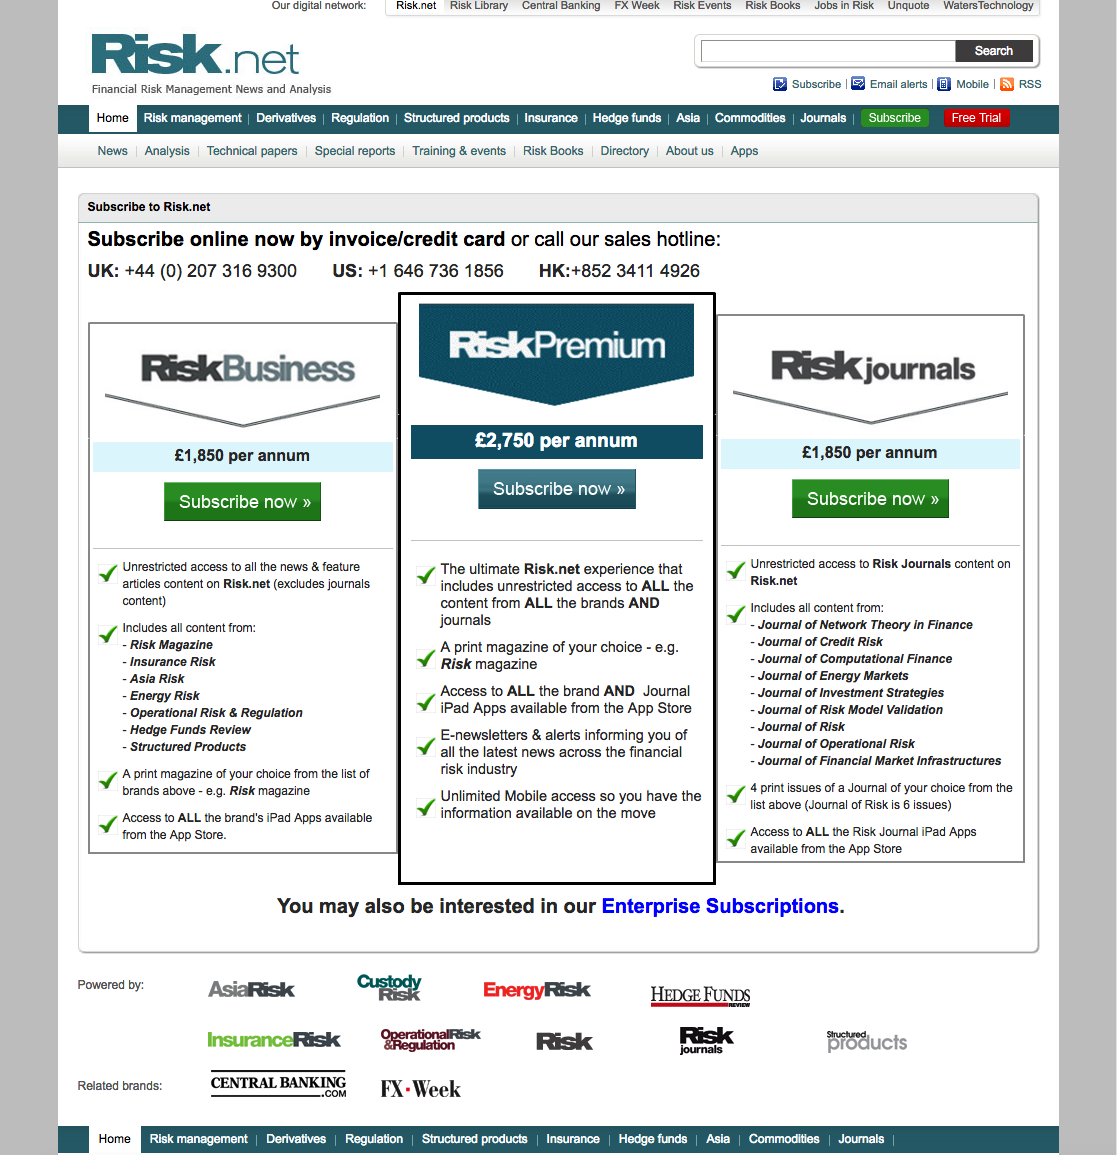 Our digital network: Risk.net Risk Library Central Banking FX Week Risk Events Risk Books Jobs in Risk Unquote WatersTechnology
Risk.net
Financial Risk Management News and Analysis
Search
Subscribe | Email alerts | Mobile | RSS
Home Risk management | Derivatives | Regulation | Structured products | Insurance | Hedge funds | Asia | Commodities | Journals | Subscribe Free Trial
News | Analysis | Technical papers | Special reports | Training & events | Risk Books | Directory | About us | Apps
Subscribe to Risk.net
Subscribe online now by invoice/credit card or call our sales hotline:
UK: +44 (0) 207 316 9300 US: +1 646 736 1856 HK:+852 3411 4926
RiskBusiness
£1,850 per annum
Subscribe now »
Unrestricted access to all the news & feature
articles content on Risk.net (excludes journals
content)
Includes all content from:
- Risk Magazine
- Insurance Risk
- Asia Risk
- Energy Risk
- Operational Risk & Regulation
- Hedge Funds Review
- Structured Products
A print magazine of your choice from the list of
brands above - e.g. Risk magazine
Access to ALL the brand's iPad Apps available
from the App Store.
RiskPremium
£2,750 per annum
Subscribe now »
The ultimate Risk.net experience that
includes unrestricted access to ALL the
content from ALL the brands AND
journals
A print magazine of your choice - e.g.
Risk magazine
Access to ALL the brand AND Journal
iPad Apps available from the App Store
E-newsletters & alerts informing you of
all the latest news across the financial
risk industry
Unlimited Mobile access so you have the
information available on the move
Risk journals
£1,850 per annum
Subscribe now »
Unrestricted access to Risk Journals content on
Risk.net
Includes all content from:
- Journal of Network Theory in Finance
- Journal of Credit Risk
- Journal of Computational Finance
- Journal of Energy Markets
- Journal of Investment Strategies
- Journal of Risk Model Validation
- Journal of Risk
- Journal of Operational Risk
- Journal of Financial Market Infrastructures
4 print issues of a Journal of your choice from the
list above (Journal of Risk is 6 issues)
Access to ALL the Risk Journal iPad Apps
available from the App Store
You may also be interested in our Enterprise Subscriptions.
Powered by:
AsiaRisk
Custody
Risk
EnergyRisk
HEDGE FUNDS
REVIEW
InsuranceRisk
OperationalRisk
&Regulation
Risk
Risk
journals
Structured
products
Related brands:
CENTRAL BANKING
.COM
FX·Week
Home Risk management | Derivatives | Regulation | Structured products | Insurance | Hedge funds | Asia | Commodities | Journals |